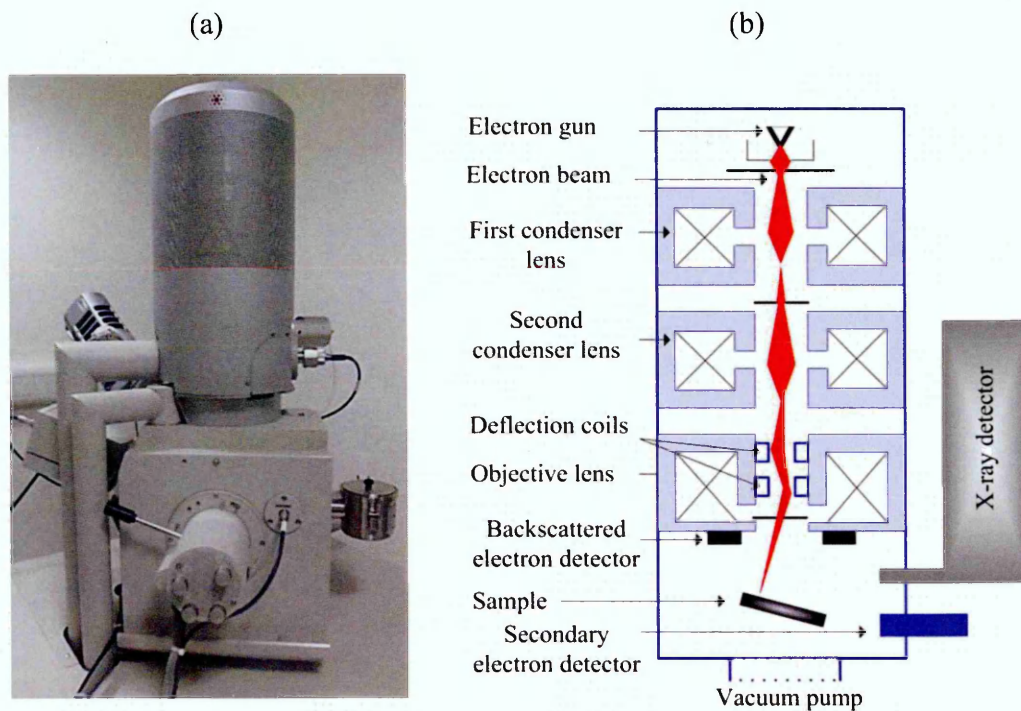 (a)
(b)
Electron gun
Electron beam
First condenser
lens
Second
condenser lens
Deflection coils
Objective lens
Backscattered
electron detector
Sample
Secondary
electron detector
X-ray detector
Vacuum pump